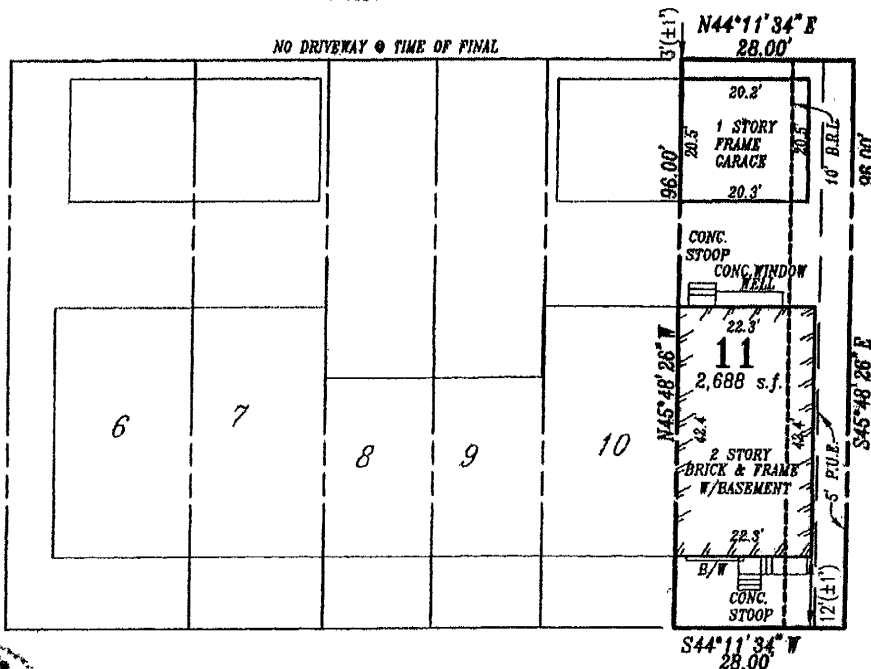 N44°11'34" E
28.00'
NO DRIVEWAY @ TIME OF FINAL
3'(±1')
20.2'
1 STORY
FRAME
GARAGE
20.5'
20.5'
20.3'
10' B.R.L.
96.00'
96.00'
CONC.
STOOP
CONC. WINDOW
WELL
22.3'
11
2,688 s.f.
N45°48'26" W
S45°48'26" E
42.4'
42.4'
6
7
8
9
10
2 STORY
BRICK & FRAME
W/BASEMENT
5' P.U.E.
22.3'
B/W
CONC.
STOOP
12'(±1')
S44°11'34" W
28.00'